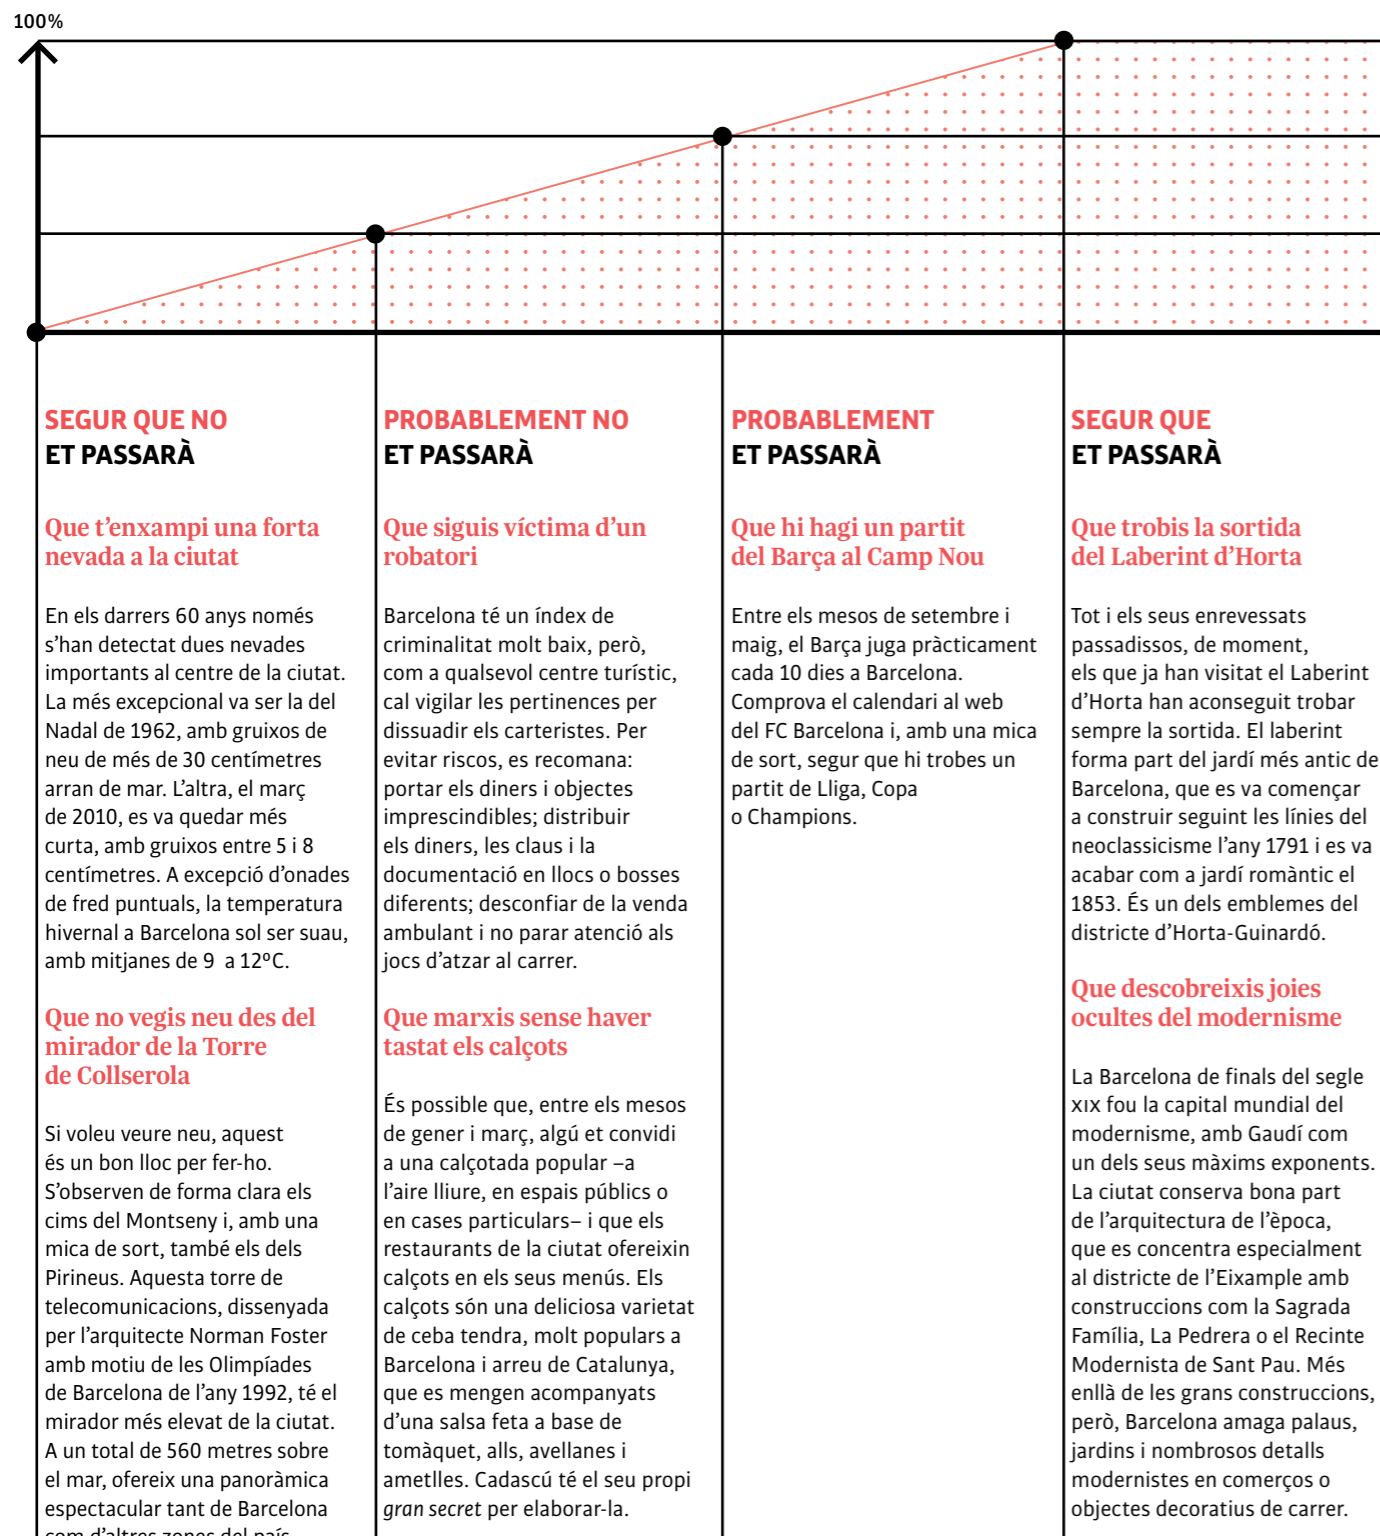 100%
SEGUR QUE NO
ET PASSARÀ
Que t’enxampi una forta
nevada a la ciutat
En els darrers 60 anys només
s’han detectat dues nevades
importants al centre de la ciutat.
La més excepcional va ser la del
Nadal de 1962, amb gruixos de
neu de més de 30 centímetres
arran de mar. L’altra, el març
de 2010, es va quedar més
curta, amb gruixos entre 5 i 8
centímetres. A excepció d’onades
de fred puntuals, la temperatura
hivernal a Barcelona sol ser suau,
amb mitjanes de 9 a 12ºC.
Que no vegis neu des del
mirador de la Torre
de Collserola
Si voleu veure neu, aquest
és un bon lloc per fer-ho.
S’observen de forma clara els
cims del Montseny i, amb una
mica de sort, també els dels
Pirineus. Aquesta torre de
telecomunicacions, dissenyada
per l’arquitecte Norman Foster
amb motiu de les Olimpíades
de Barcelona de l’any 1992, té el
mirador més elevat de la ciutat.
A un total de 560 metres sobre
el mar, ofereix una panoràmica
espectacular tant de Barcelona
com d’altres zones del país.
PROBABLEMENT NO
ET PASSARÀ
Que siguis víctima d’un
robatori
Barcelona té un índex de
criminalitat molt baix, però,
com a qualsevol centre turístic,
cal vigilar les pertinences per
dissuadir els carteristes. Per
evitar riscos, es recomana:
portar els diners i objectes
imprescindibles; distribuir
els diners, les claus i la
documentació en llocs o bosses
diferents; desconfiar de la venda
ambulant i no parar atenció als
jocs d’atzar al carrer.
Que marxis sense haver
tastat els calçots
És possible que, entre els mesos
de gener i març, algú et convidi
a una calçotada popular –a
l’aire lliure, en espais públics o
en cases particulars– i que els
restaurants de la ciutat ofereixin
calçots en els seus menús. Els
calçots són una deliciosa varietat
de ceba tendra, molt populars a
Barcelona i arreu de Catalunya,
que es mengen acompanyats
d’una salsa feta a base de
tomàquet, alls, avellanes i
ametlles. Cadascú té el seu propi
gran secret per elaborar-la.
PROBABLEMENT
ET PASSARÀ
Que hi hagi un partit
del Barça al Camp Nou
Entre els mesos de setembre i
maig, el Barça juga pràcticament
cada 10 dies a Barcelona.
Comprova el calendari al web
del FC Barcelona i, amb una mica
de sort, segur que hi trobes un
partit de Lliga, Copa
o Champions.
SEGUR QUE
ET PASSARÀ
Que trobis la sortida
del Laberint d’Horta
Tot i els seus enrevessats
passadissos, de moment,
els que ja han visitat el Laberint
d’Horta han aconseguit trobar
sempre la sortida. El laberint
forma part del jardí més antic de
Barcelona, que es va començar
a construir seguint les línies del
neoclassicisme l’any 1791 i es va
acabar com a jardí romàntic el
1853. És un dels emblemes del
districte d’Horta-Guinardó.
Que descobreixis joies
ocultes del modernisme
La Barcelona de finals del segle
XIX fou la capital mundial del
modernisme, amb Gaudí com
un dels seus màxims exponents.
La ciutat conserva bona part
de l’arquitectura de l’època,
que es concentra especialment
al districte de l’Eixample amb
construccions com la Sagrada
Família, La Pedrera o el Recinte
Modernista de Sant Pau. Més
enllà de les grans construccions,
però, Barcelona amaga palaus,
jardins i nombrosos detalls
modernistes en comerços o
objectes decoratius de carrer.